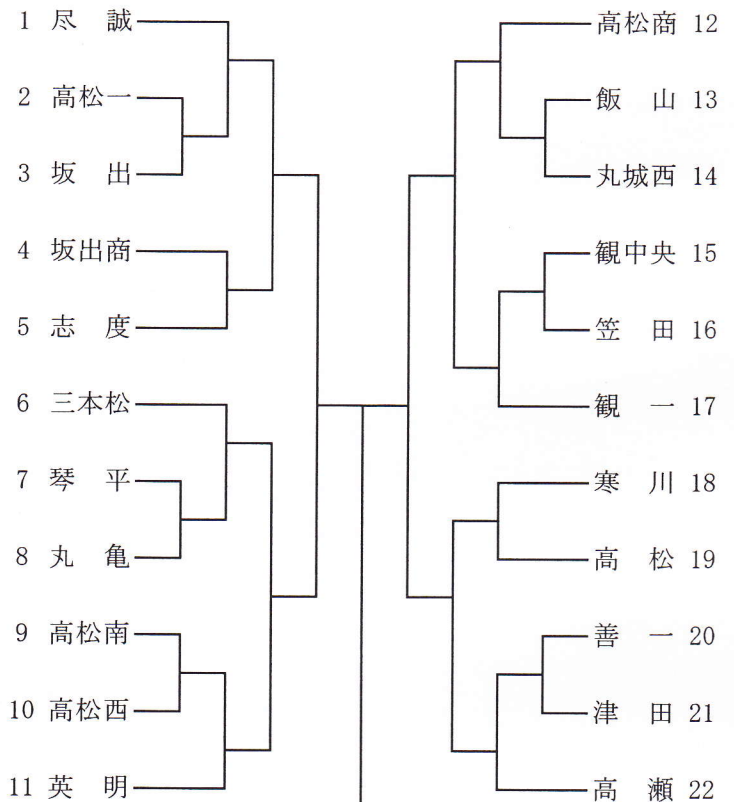 1 尽 誠
2 高松一
3 坂 出
4 坂出商
5 志 度
6 三本松
7 琴 平
8 丸 亀
9 高松南
10 高松西
11 英 明
高松商 12
飯 山 13
丸城西 14
観中央 15
笠 田 16
観 一 17
寒 川 18
高 松 19
善 一 20
津 田 21
高 瀬 22